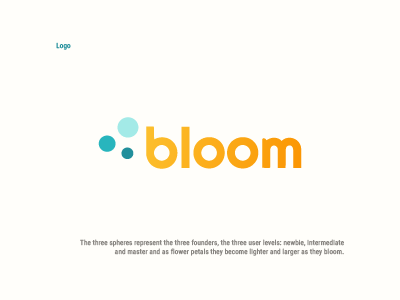 Logo
bloom
The three spheres represent the three founders, the three user levels: newbie, intermediate
and master and as flower petals they become lighter and larger as they bloom.